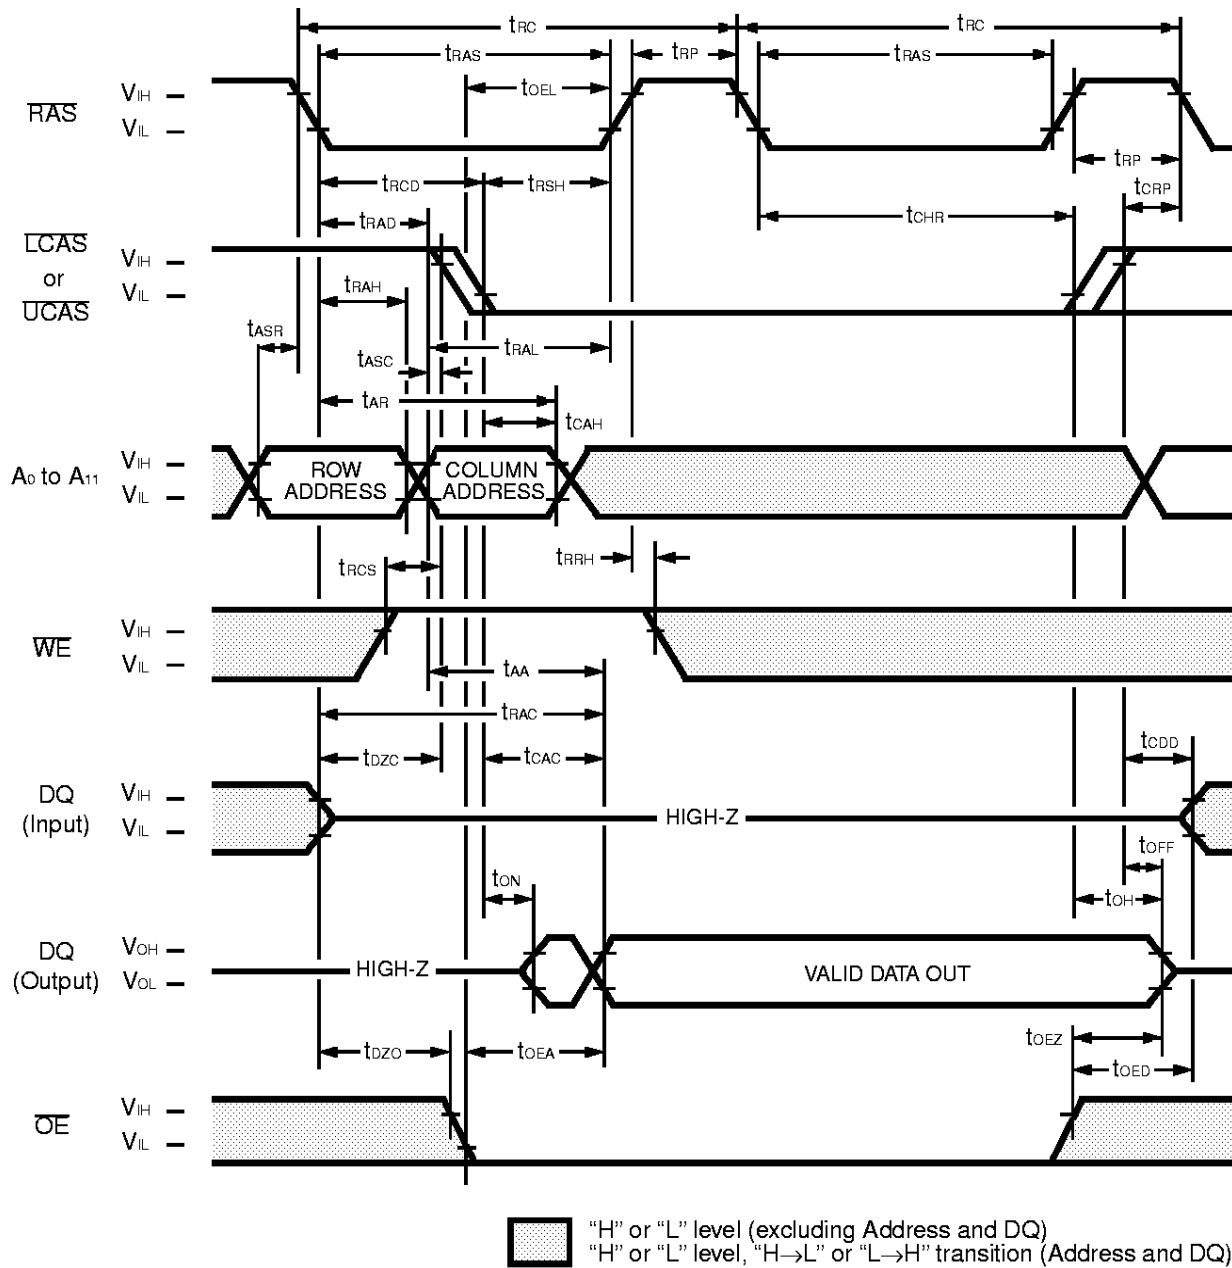 tRC tRC
tRAS tRP tRAS
tOEL
RAS VIH
VIL
tRP
tRCD tRSH
tCRP
tRAD tCHR
LCAS
or
UCAS
VIH
VIL
tRAH
tASR
tASC tRAL
tAR
tCAH
A0 to A11
VIH
VIL
ROW
ADDRESS
COLUMN
ADDRESS
tRCS tRRH
WE
VIH
VIL
tAA
tRAC
tDZC tCAC tCDD
DQ
(Input)
VIH
VIL
HIGH-Z
tOFF
tON
tOH
DQ
(Output)
VOH
VOL
HIGH-Z
VALID DATA OUT
tOEZ
tDZO tOEA
tOED
OE
VIH
VIL
“H” or “L” level (excluding Address and DQ)
“H” or “L” level, “H→L” or “L→H” transition (Address and DQ)